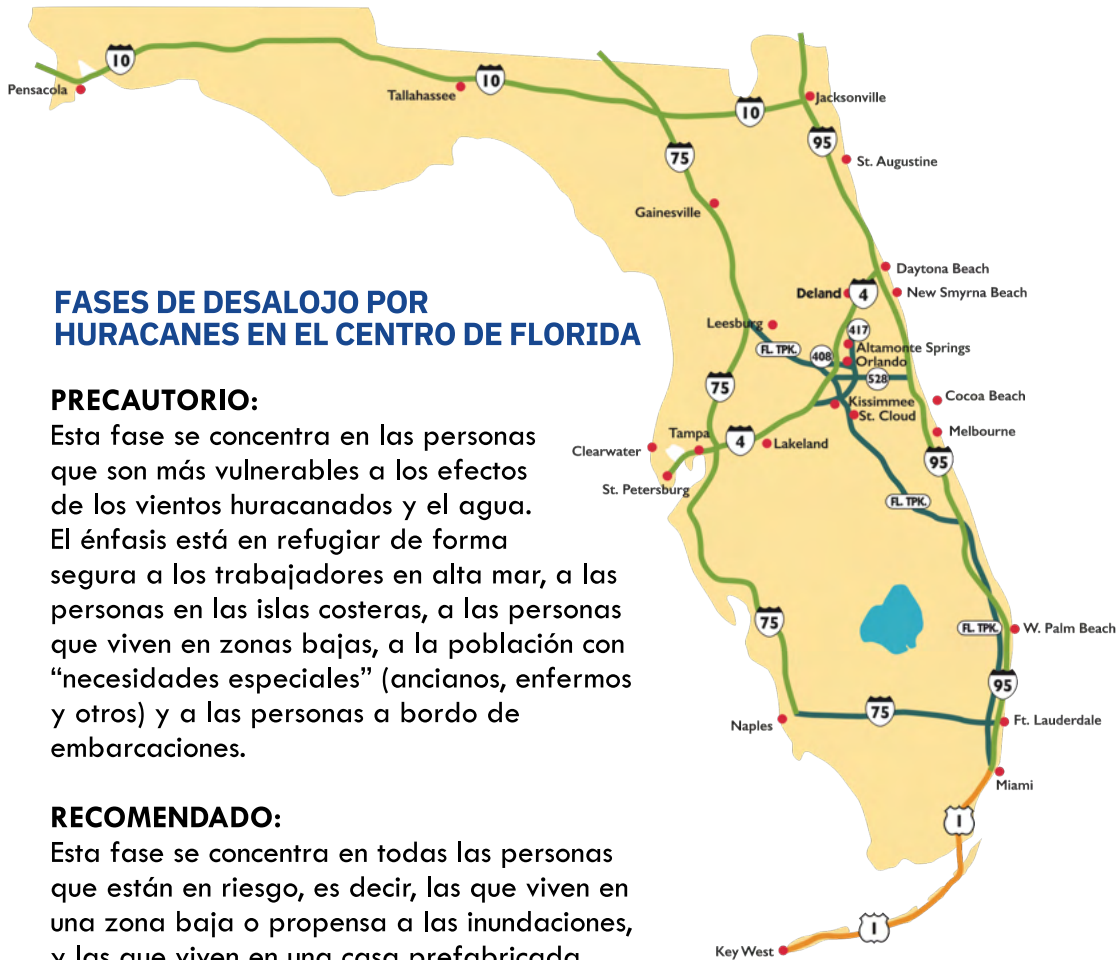 10
10
10
Pensacola
Tallahassee
Jacksonville
95
75
St. Augustine
Gainesville
Daytona Beach
Deland
4
New Smyrna Beach
FASES DE DESALOJO POR
HURACANES EN EL CENTRO DE FLORIDA
Leesburg
417
FL. TPK.
408
Altamonte Springs
Orlando
528
75
Kissimmee
St. Cloud
Cocoa Beach
Melbourne
Tampa
4
Lakeland
Clearwater
95
St. Petersburg
FL. TPK.
PRECAUTORIO:
Esta fase se concentra en las personas
que son más vulnerables a los efectos
de los vientos huracanados y el agua.
El énfasis está en refugiar de forma
segura a los trabajadores en alta mar, a las
personas en las islas costeras, a las personas
que viven en zonas bajas, a la población con
“necesidades especiales” (ancianos, enfermos
y otros) y a las personas a bordo de
embarcaciones.
75
FL. TPK.
W. Palm Beach
95
75
Naples
Ft. Lauderdale
Miami
RECOMENDADO:
Esta fase se concentra en todas las personas
que están en riesgo, es decir, las que viven en
una zona baja o propensa a las inundaciones,
y las que viven en una casa prefabricada
1
1
Key West